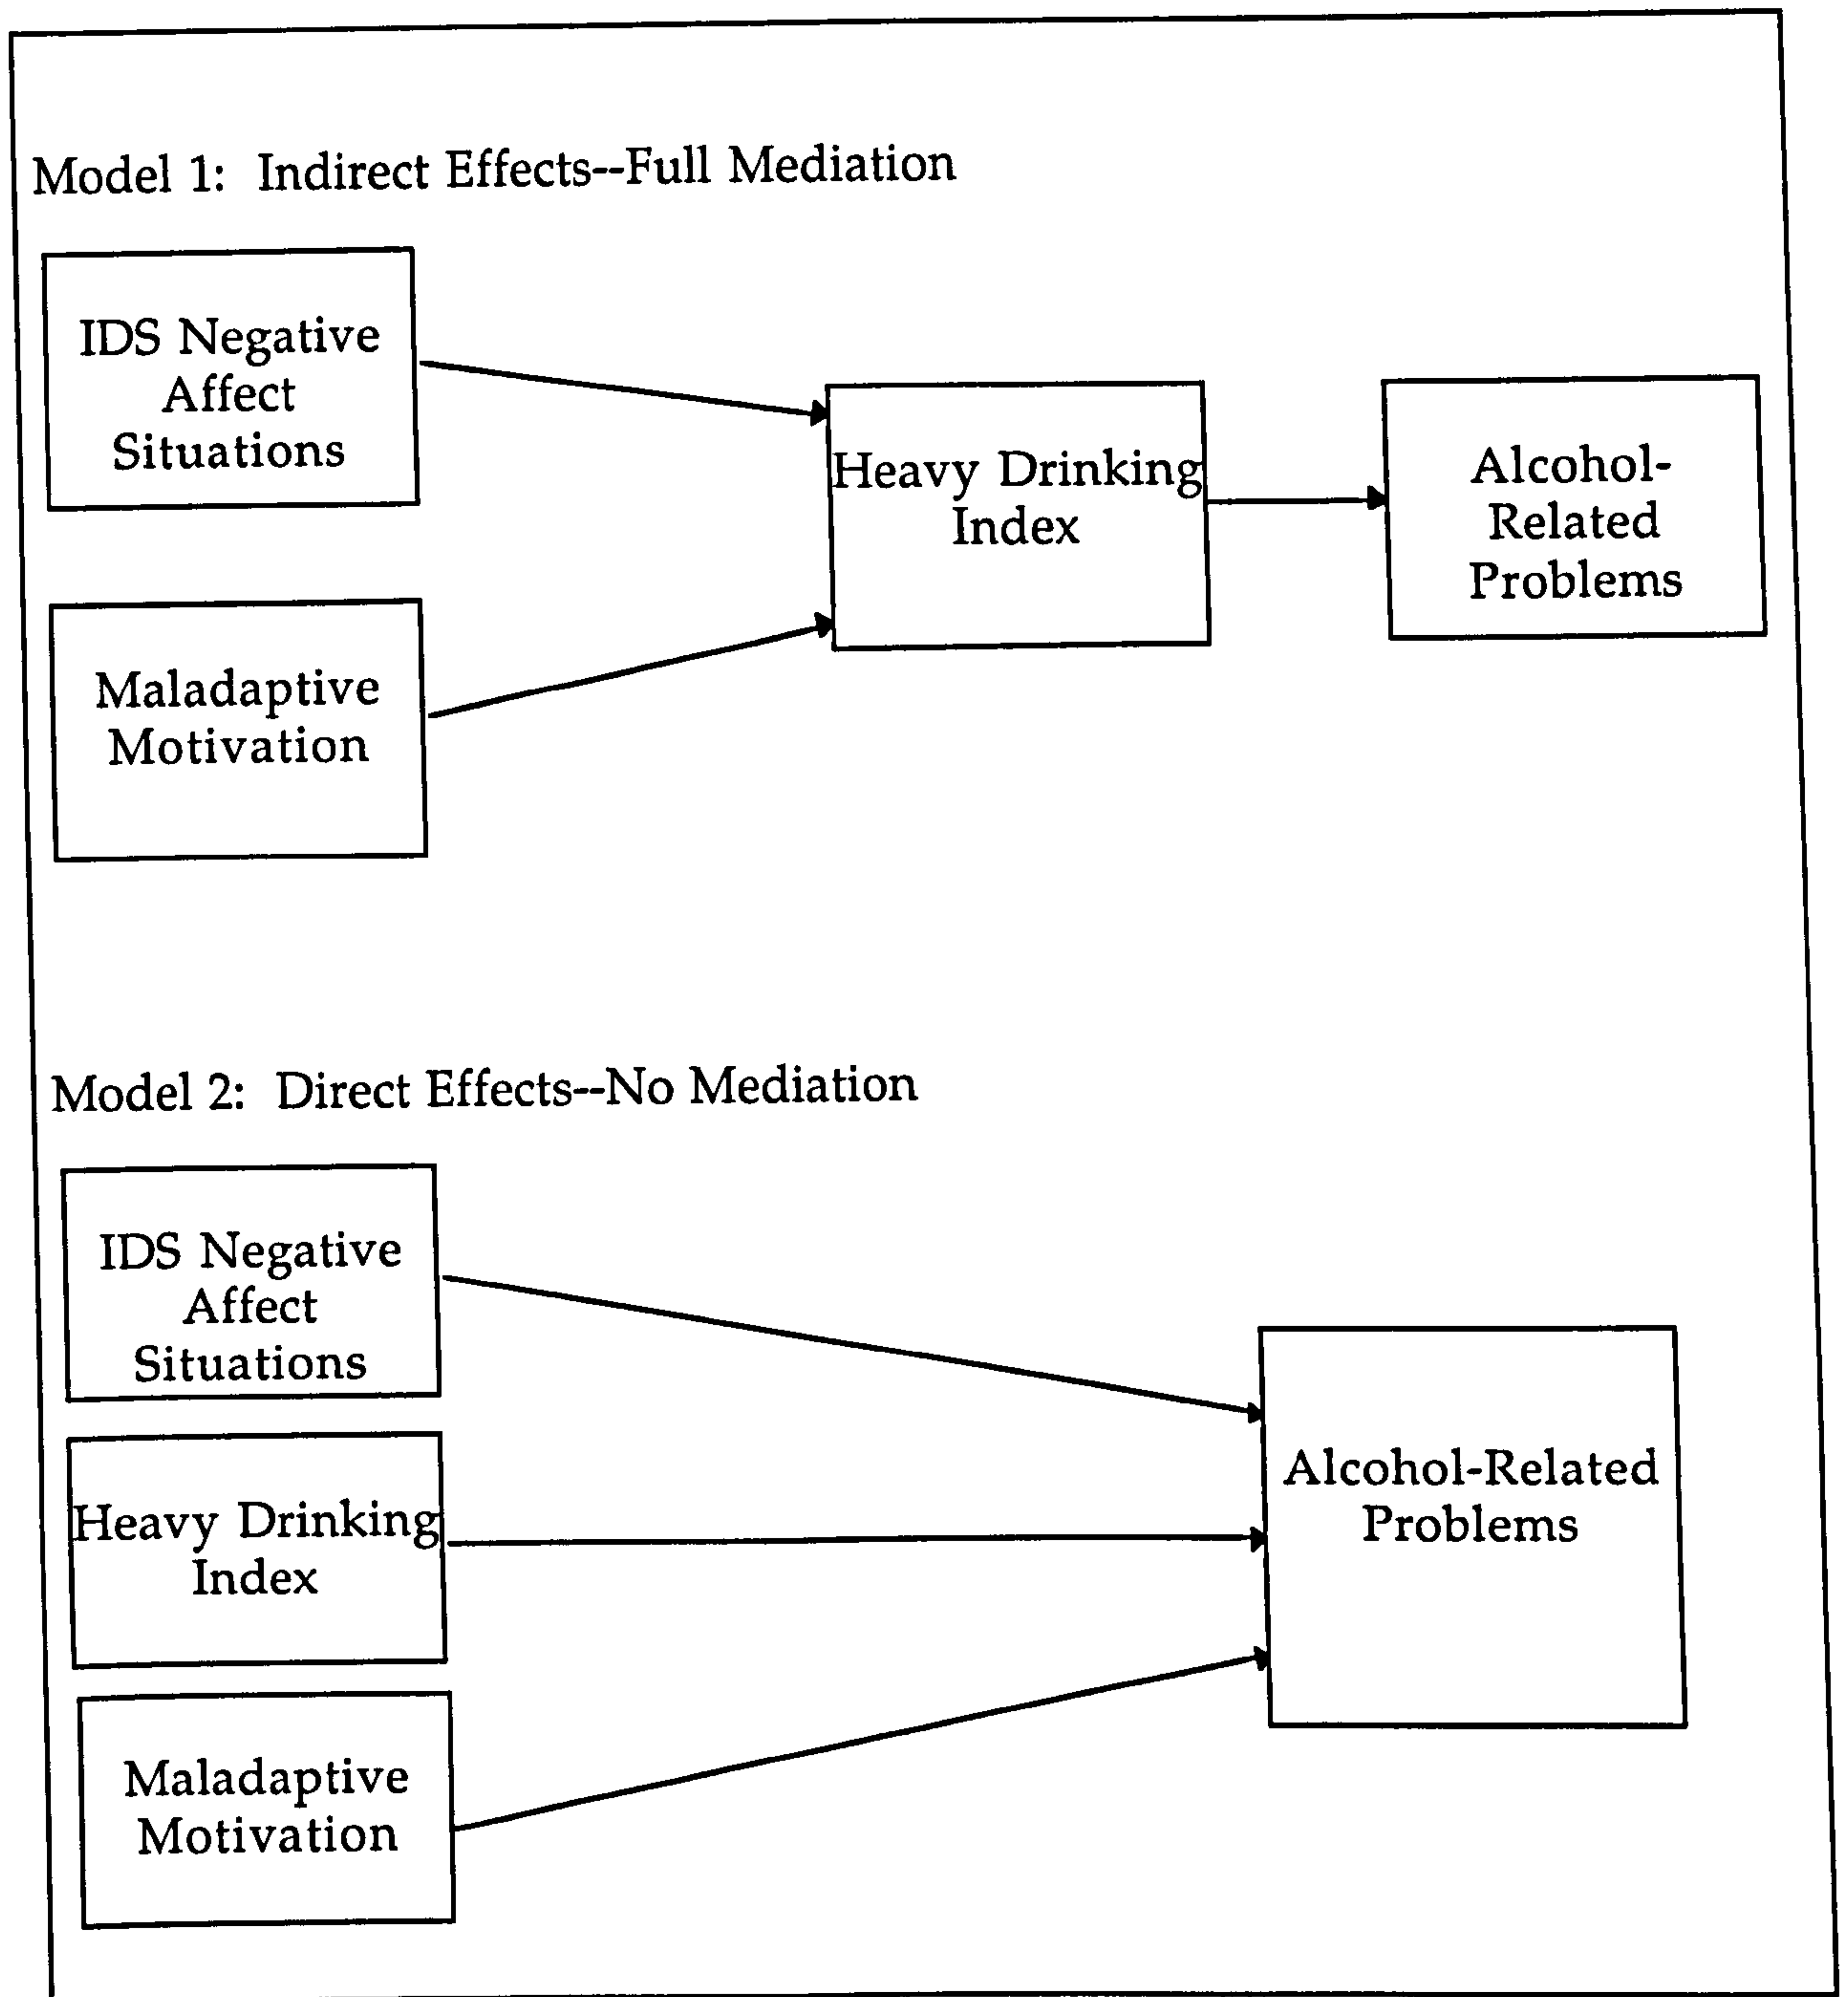 Model 1: Indirect Effects--Full Mediation
IDS Negative
Affect
Situations
Heavy Drinking
Index
Alcohol-
Related
Problems
Maladaptive
Motivation
Model 2: Direct Effects--No Mediation
IDS Negative
Affect
Situations
Heavy Drinking
Index
Alcohol-Related
Problems
Maladaptive
Motivation